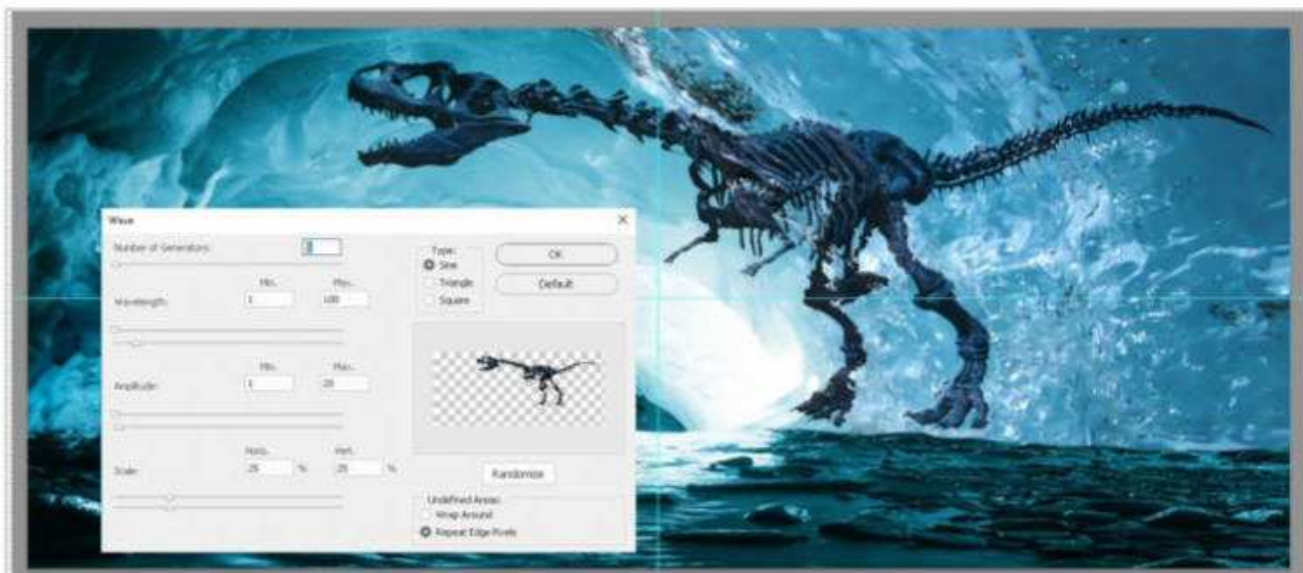 Wave
Number of Generators:
Type:
Sine
Triangle
Square
OK
Default
Min. Max.
Wavelength: 1 100
Min. Max.
Amplitude: 1 20
Horiz. Vert.
Scale: 25 % 25 %
Randomize
Undefined Areas:
Wrap Around
Repeat Edge Pixels